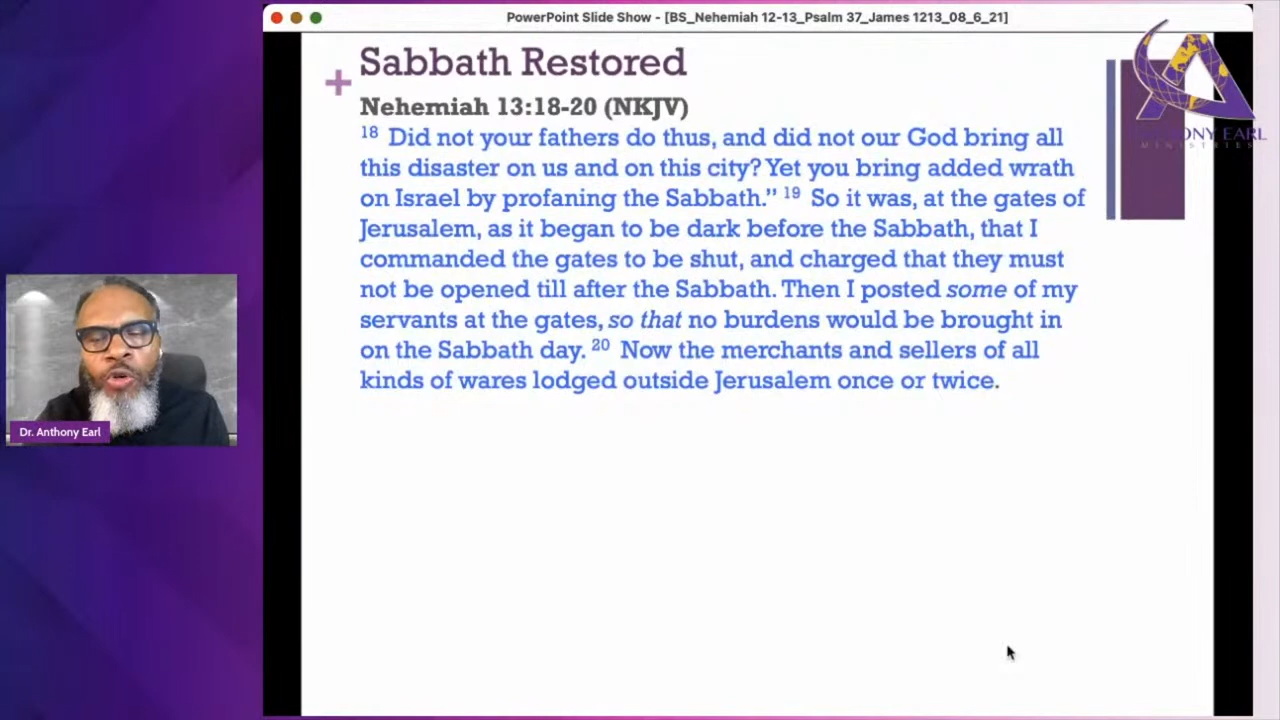 PowerPoint Slide Show - [BS_Nehemiah 12-13_Psalm 37_James 1213_08_6_21]
+ Sabbath Restored
Nehemiah 13:18-20 (NKJV)
18 Did not your fathers do thus, and did not our God bring all
this disaster on us and on this city? Yet you bring added wrath
on Israel by profaning the Sabbath.” 19 So it was, at the gates of
Jerusalem, as it began to be dark before the Sabbath, that I
commanded the gates to be shut, and charged that they must
not be opened till after the Sabbath. Then I posted some of my
servants at the gates, so that no burdens would be brought in
on the Sabbath day. 20 Now the merchants and sellers of all
kinds of wares lodged outside Jerusalem once or twice.
EARL
MINISTRIES
Dr. Anthony Earl